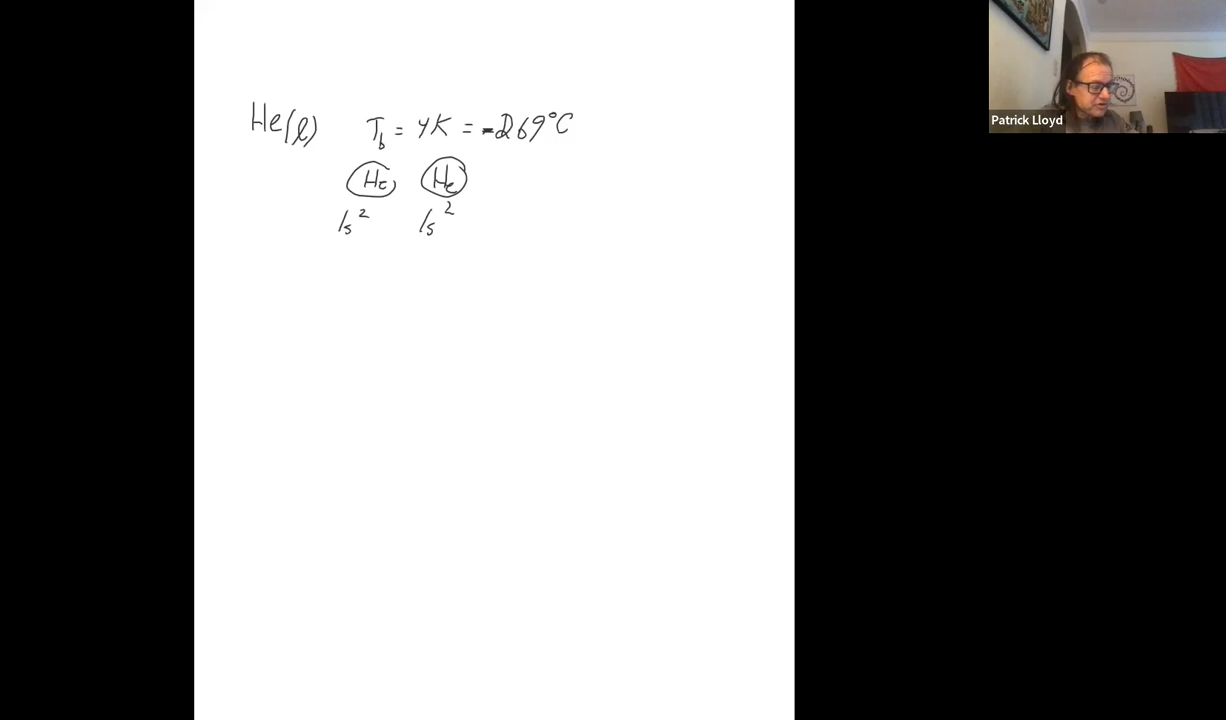 He(l) T_b = 4K = -269°C
He He
1s² 1s²
Patrick Lloyd